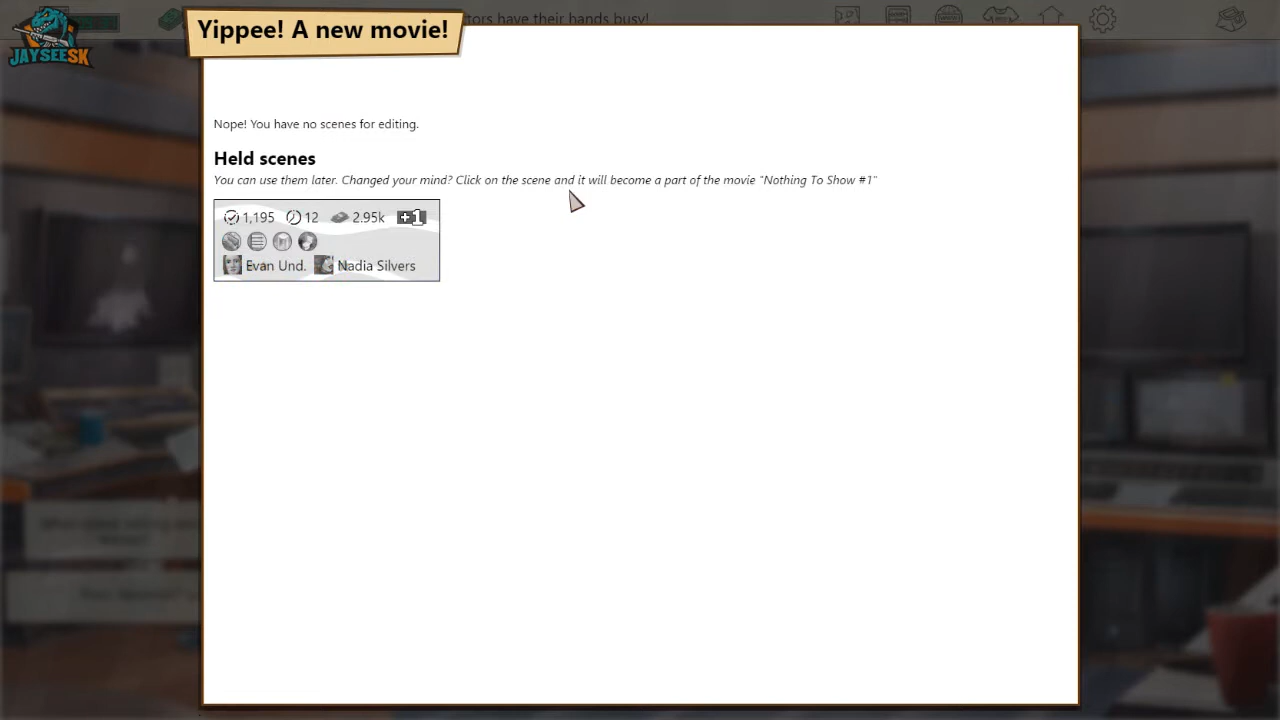 tors have their hands busy!
JAYSEESK
Yippee! A new movie!
Nope! You have no scenes for editing.
Held scenes
You can use them later. Changed your mind? Click on the scene and it will become a part of the movie "Nothing To Show #1"
1,195 12 2.95k +1
Evan Und. Nadia Silvers